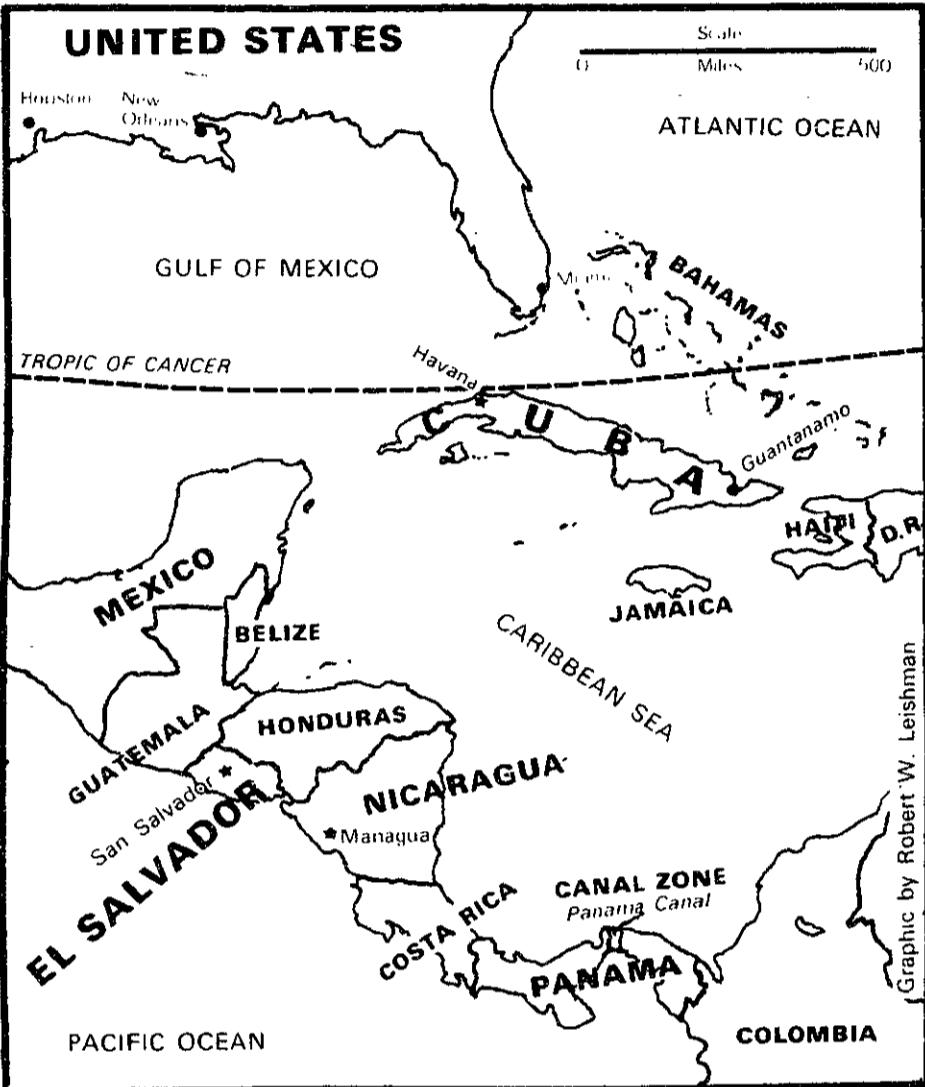 UNITED STATES
Scale
0 Miles 500
Houston
New
Orleans
ATLANTIC OCEAN
GULF OF MEXICO
Miami
BAHAMAS
TROPIC OF CANCER
Havana
CUBA
Guantanamo
HAITI
D.R.
MEXICO
JAMAICA
BELIZE
CARIBBEAN SEA
HONDURAS
GUATEMALA
NICARAGUA
San Salvador
EL SALVADOR
Managua
CANAL ZONE
Panama Canal
COSTA RICA
PANAMA
COLOMBIA
PACIFIC OCEAN
Graphic by Robert W. Leishman